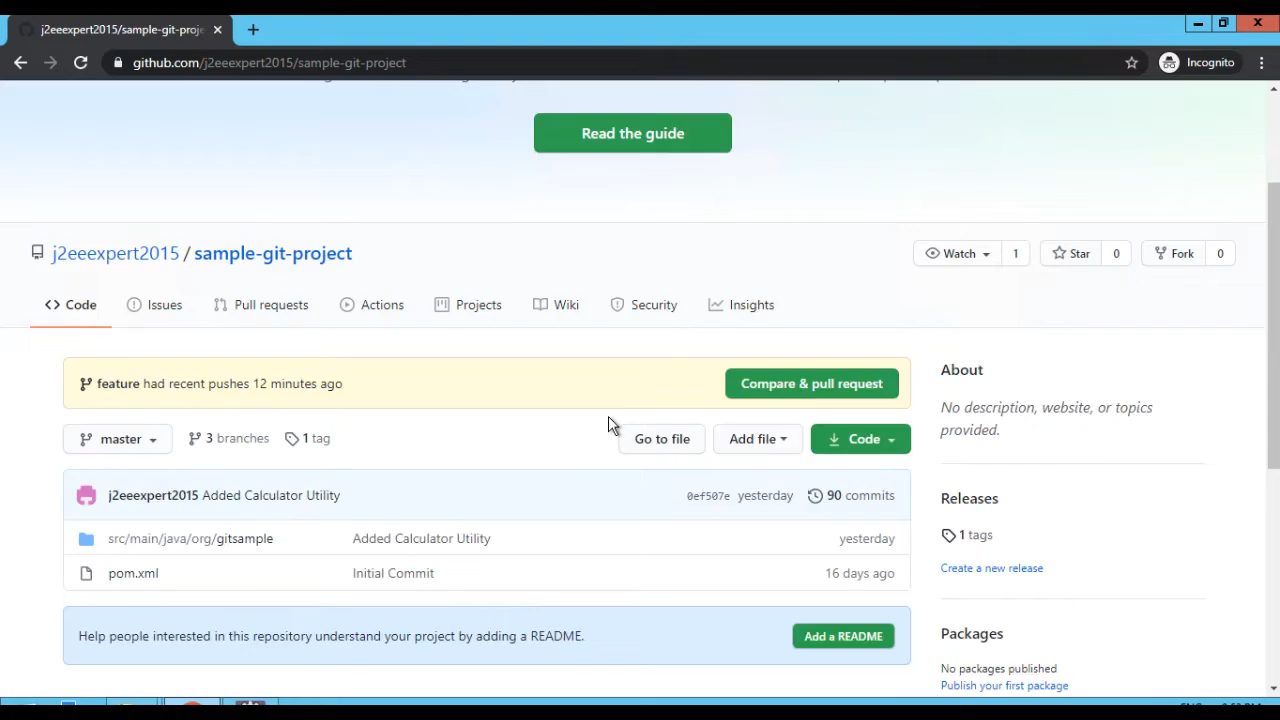 j2eeexpert2015/sample-git-proje
github.com/j2eeexpert2015/sample-git-project
Incognito
Read the guide
j2eeexpert2015 / sample-git-project
Watch 1
Star 0
Fork 0
Code
Issues
Pull requests
Actions
Projects
Wiki
Security
Insights
feature had recent pushes 12 minutes ago
Compare & pull request
master
3 branches
1 tag
Go to file
Add file
Code
j2eeexpert2015 Added Calculator Utility
0ef507e yesterday
90 commits
src/main/java/org/gitsample
Added Calculator Utility
yesterday
pom.xml
Initial Commit
16 days ago
Help people interested in this repository understand your project by adding a README.
Add a README
About
No description, website, or topics
provided.
Releases
1 tags
Create a new release
Packages
No packages published
Publish your first package